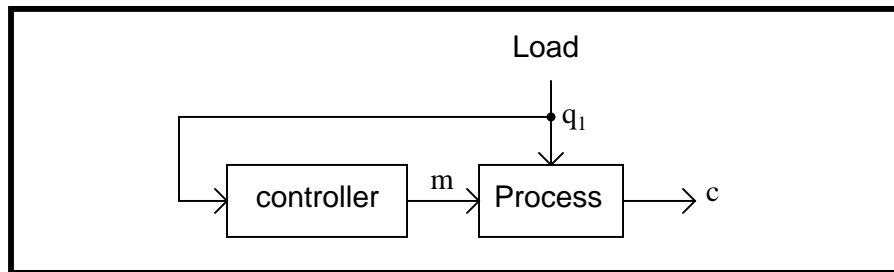 Load
q₁
controller
m
Process
c